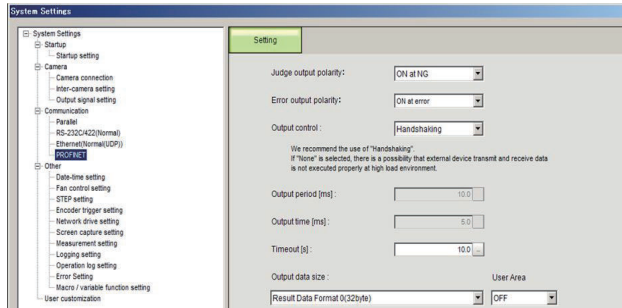 System Settings
System Settings
Startup
Startup setting
Camera
Camera connection
Inter-camera setting
Output signal setting
Communication
Parallel
RS-232C/422(Normal)
Ethernet(Normal(UDP))
PROFINET
Other
Date-time setting
Fan control setting
STEP setting
Encoder trigger setting
Network drive setting
Screen capture setting
Measurement setting
Logging setting
Operation log setting
Error Setting
Macro / variable function setting
User customization
Setting
Judge output polarity: ON at NG
Error output polarity: ON at error
Output control : Handshaking
We recommend the use of "Handshaking".
If "None" is selected, there is a possibility that external device transmit and receive data
is not executed properly at high load environment.
Output period [ms] : 10.0
Output time [ms] : 5.0
Timeout [s] : 10.0 ...
Output data size : User Area
Result Data Format 0(32byte) OFF